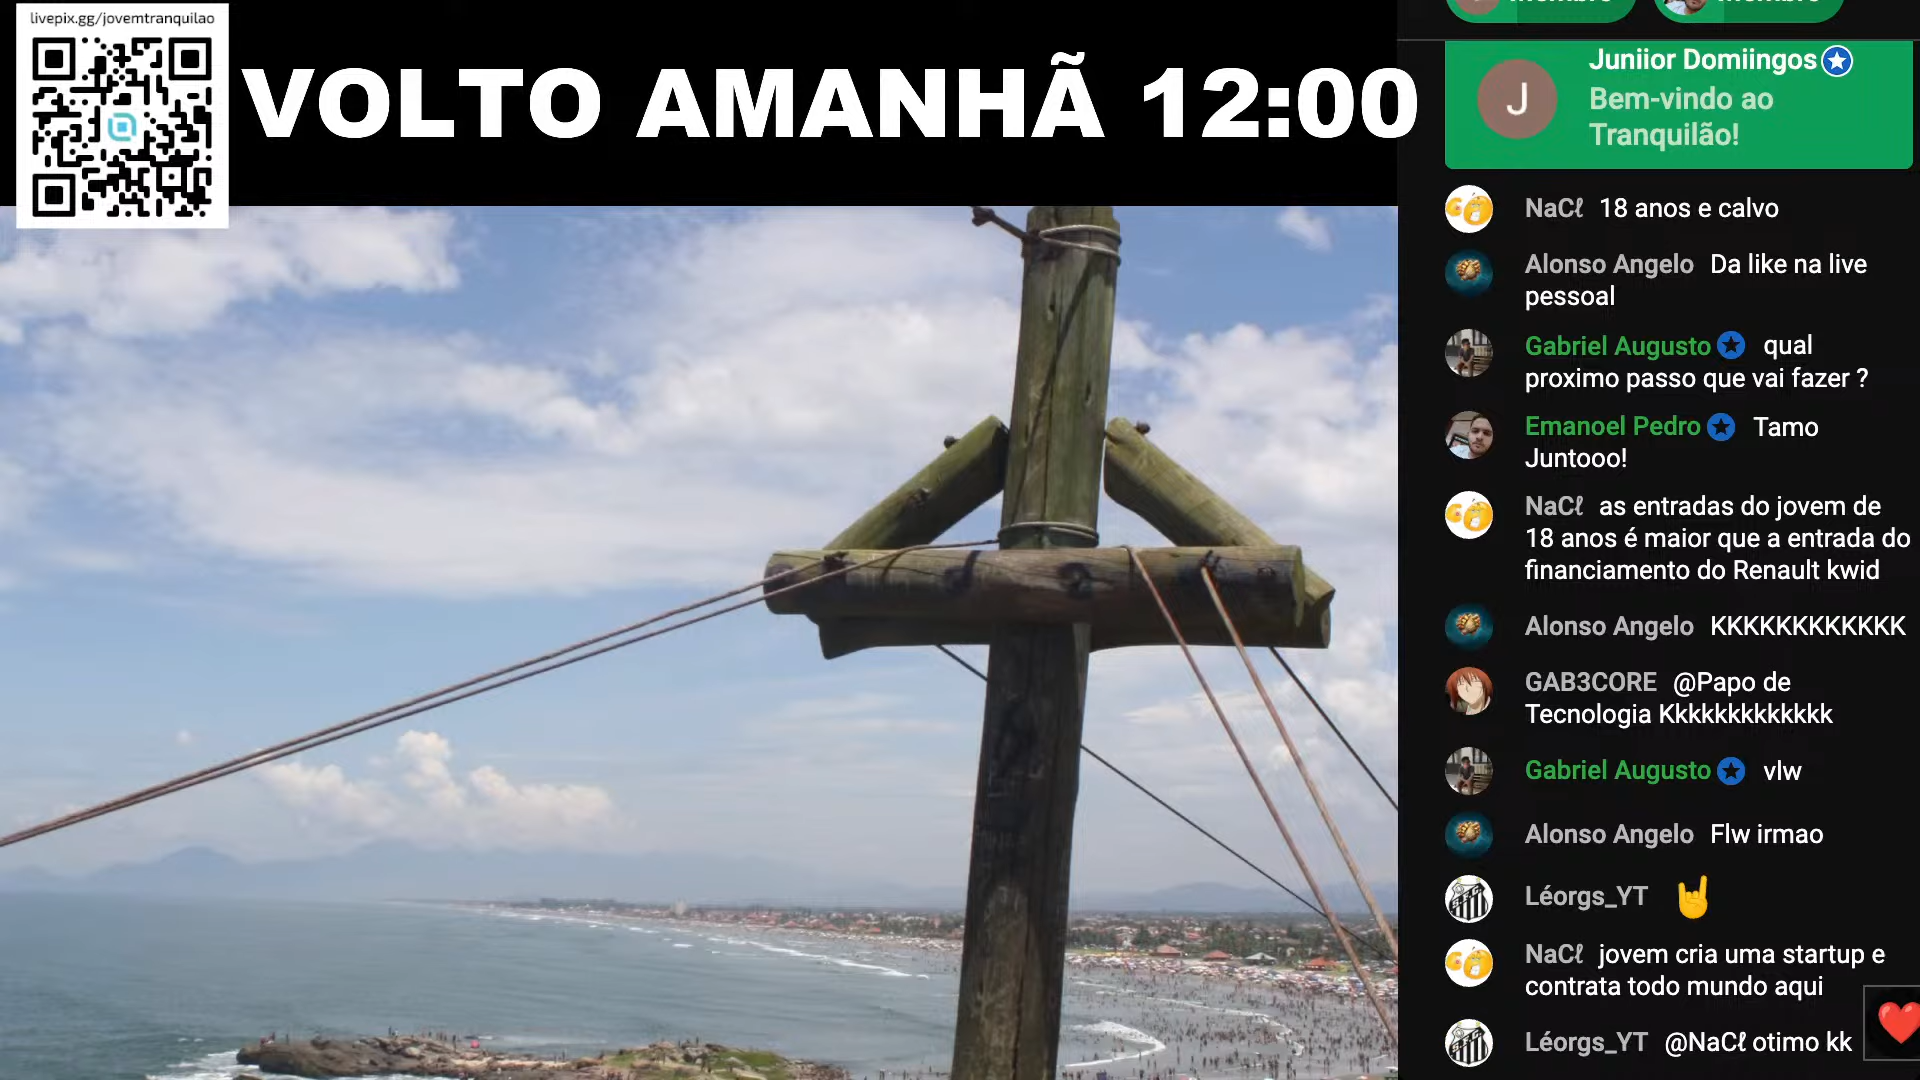 livepix.gg/jovemtranquilao
VOLTO AMANHÃ 12:00
Juniior Domiingos
Bem-vindo ao
Tranquilão!
NaCℓ 18 anos e calvo
Alonso Angelo Da like na live
pessoal
Gabriel Augusto qual
proximo passo que vai fazer ?
Emanoel Pedro Tamo
Juntooo!
NaCℓ as entradas do jovem de
18 anos é maior que a entrada do
financiamento do Renault kwid
Alonso Angelo KKKKKKKKKKKK
GAB3CORE @Papo de
Tecnologia Kkkkkkkkkkkkk
Gabriel Augusto vlw
Alonso Angelo Flw irmao
Léorgs_YT 🤘
NaCℓ jovem cria uma startup e
contrata todo mundo aqui
Léorgs_YT @NaCℓ otimo kk